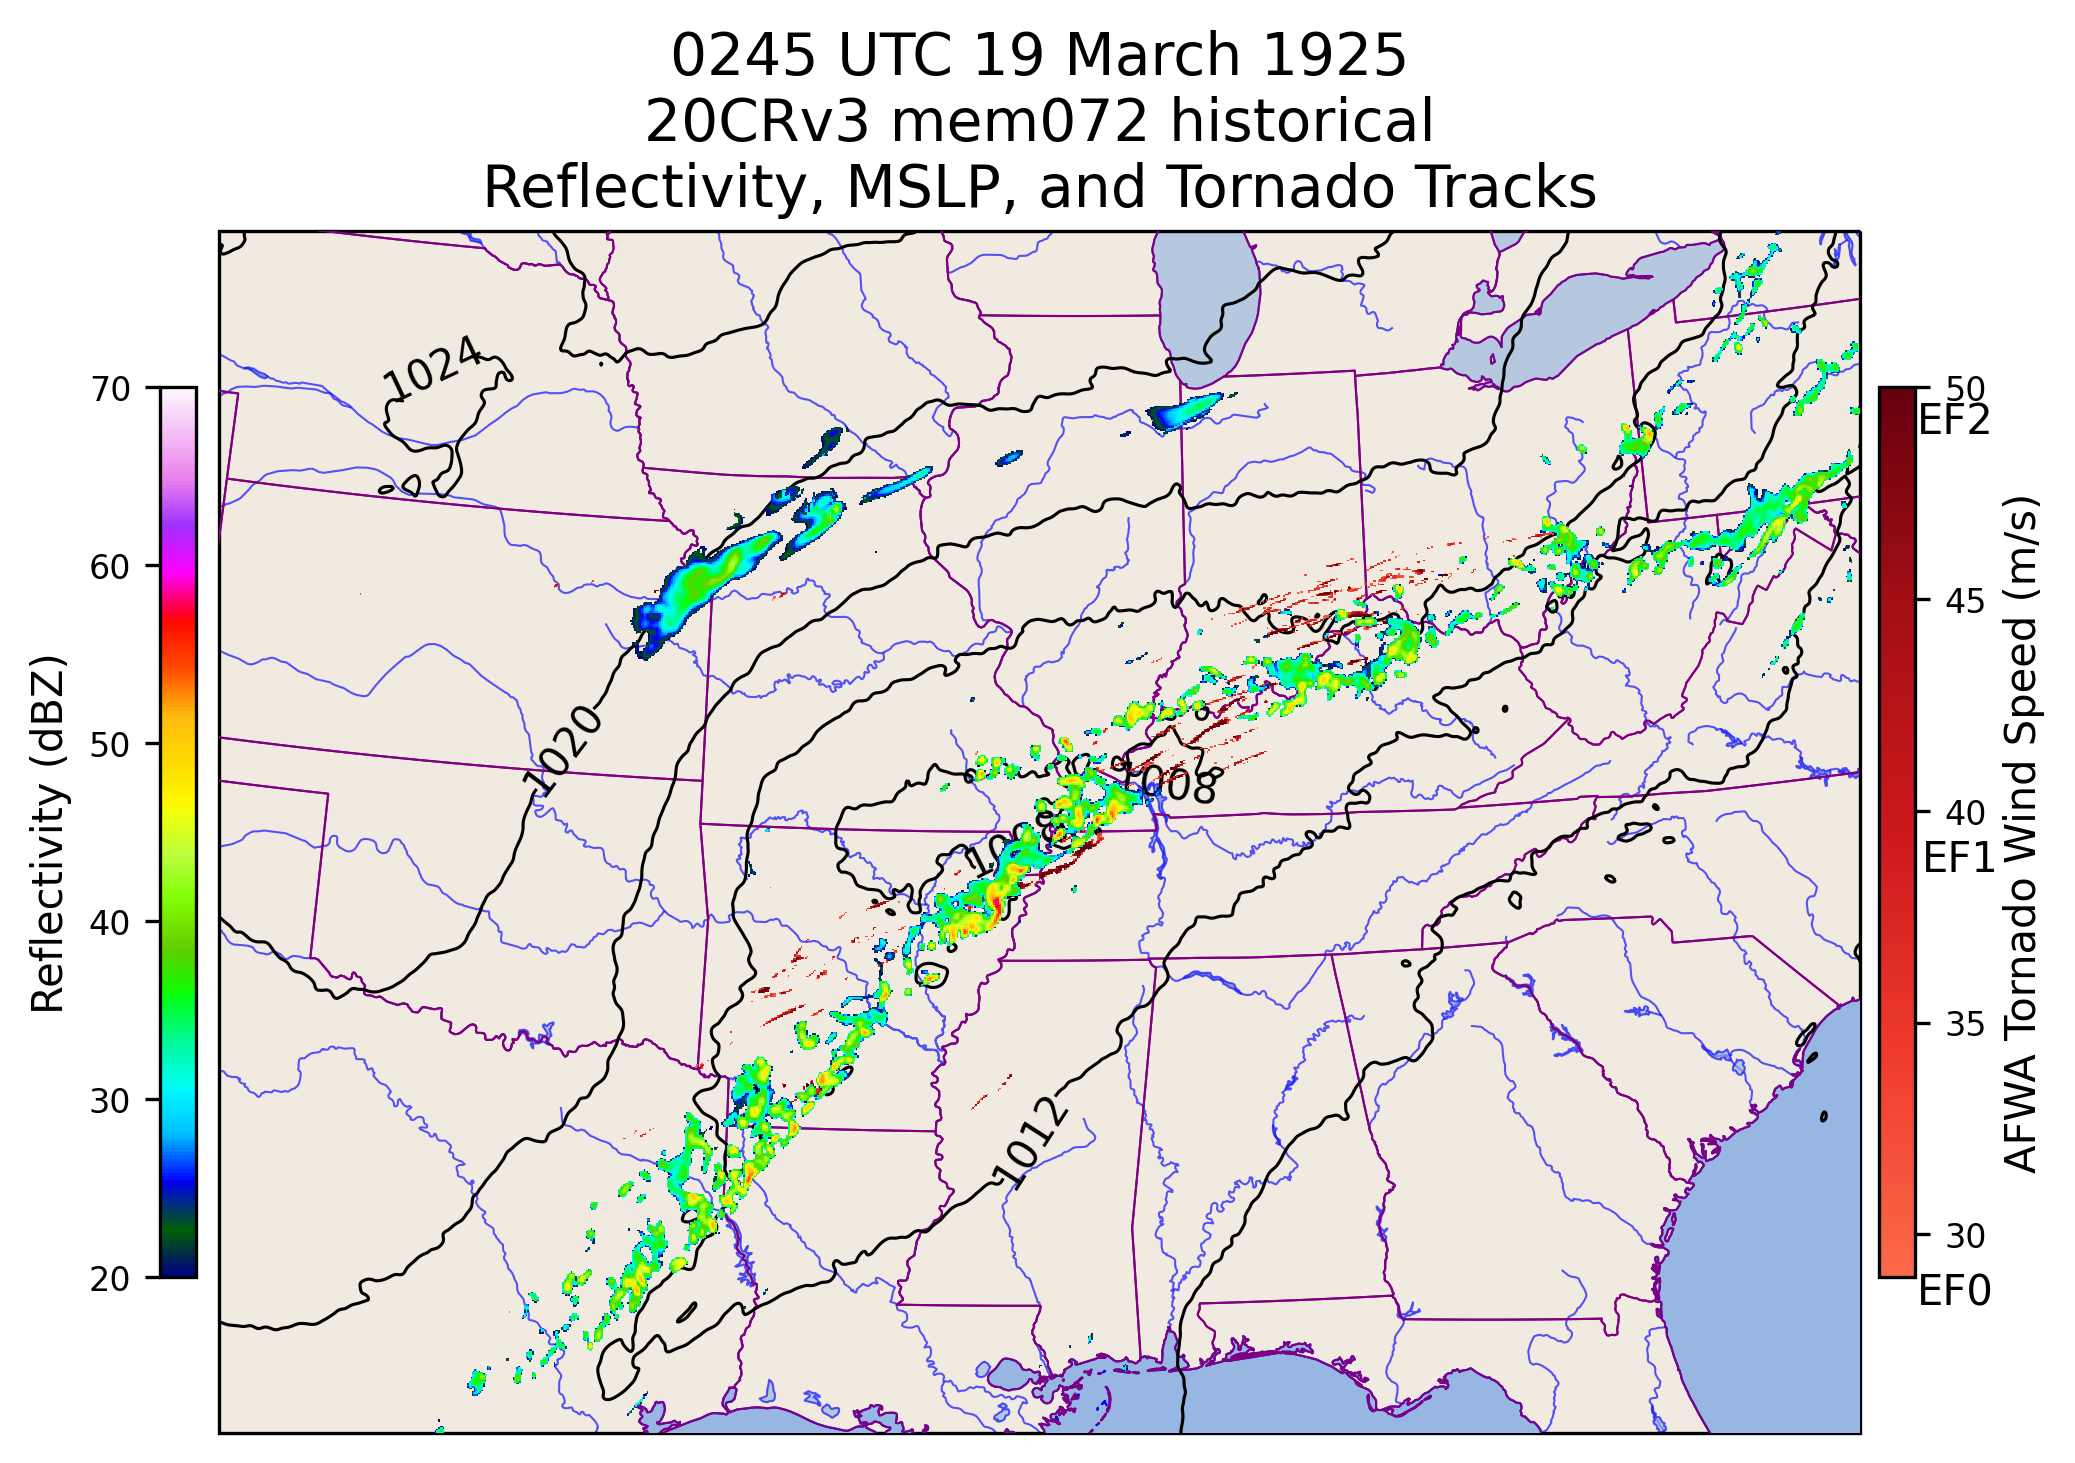 0245 UTC 19 March 1925
20CRv3 mem072 historical
Reflectivity, MSLP, and Tornado Tracks
1024
1020
1008
1012
70
60
50
40
30
20
Reflectivity (dBZ)
50
EF2
45
40
EF1
35
30
EF0
AFWA Tornado Wind Speed (m/s)